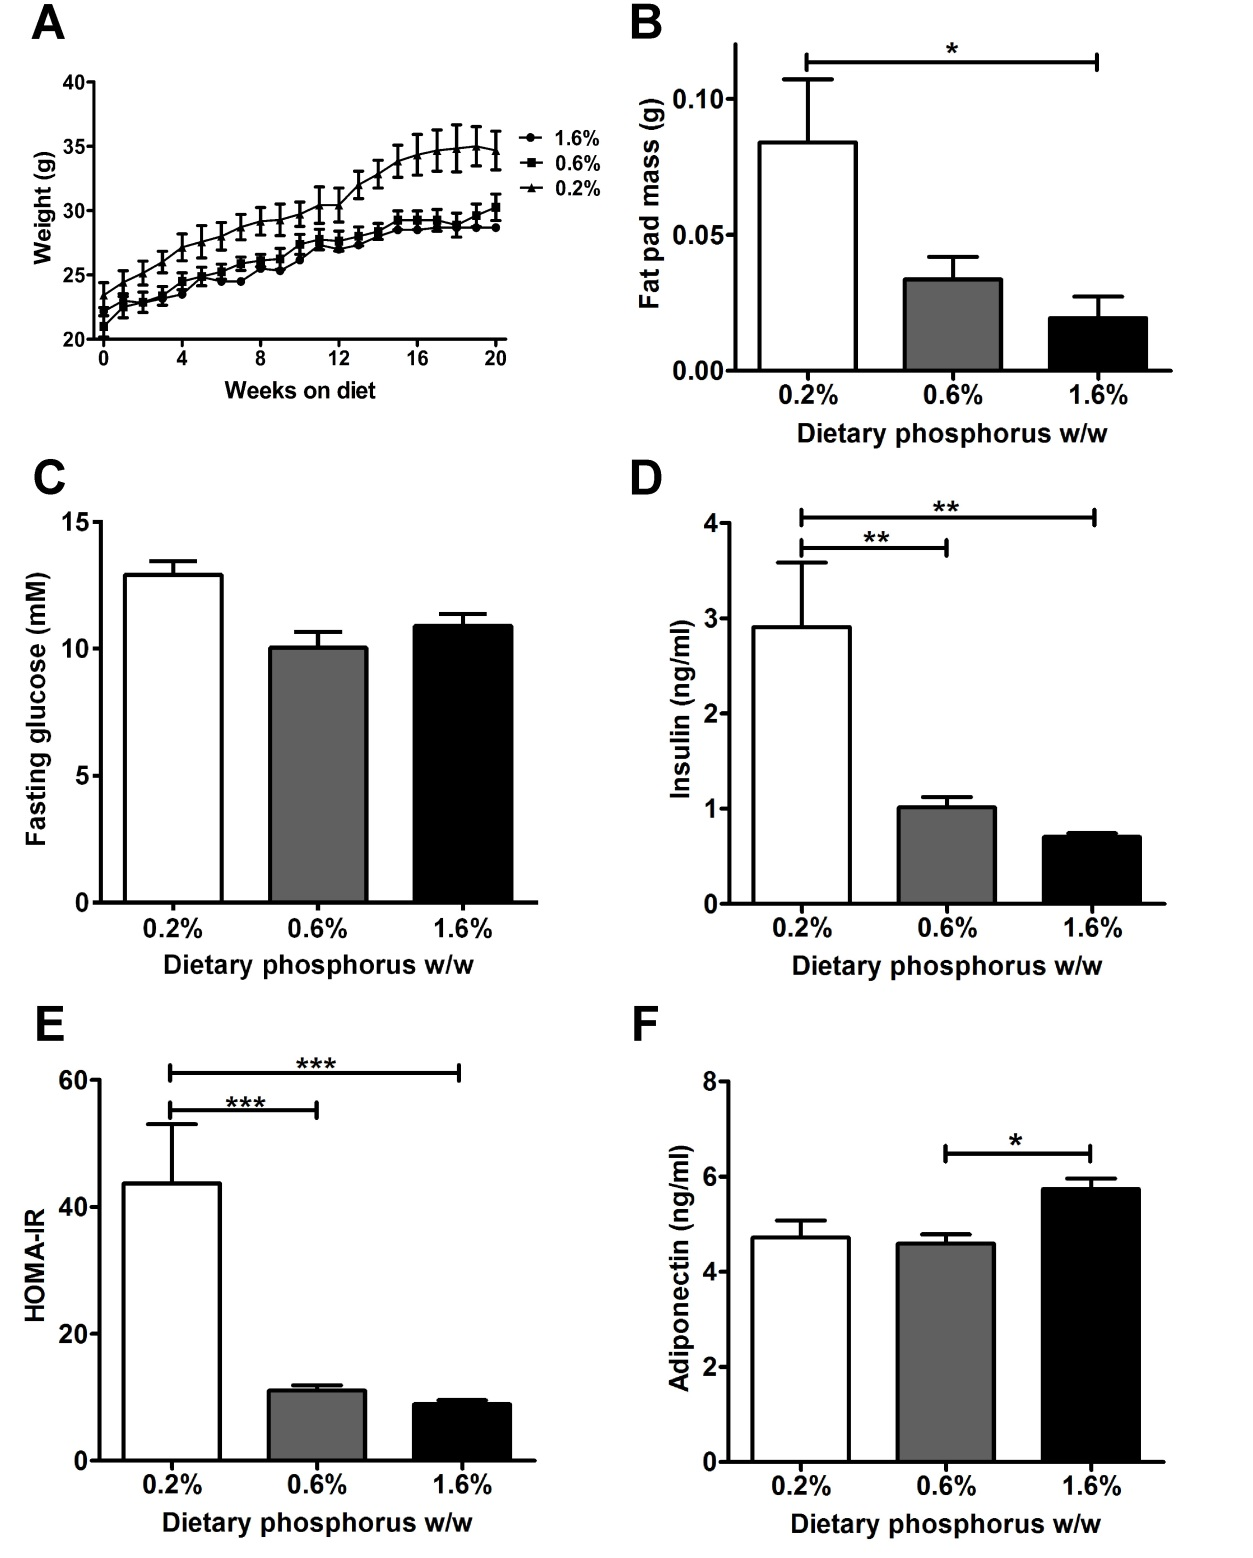 A
40
35
30
25
20
Weight (g)
0 4 8 12 16 20
Weeks on diet
1.6%
0.6%
0.2%
B
*
0.10
0.05
0.00
Fat pad mass (g)
0.2% 0.6% 1.6%
Dietary phosphorus w/w
C
15
10
5
0
Fasting glucose (mM)
0.2% 0.6% 1.6%
Dietary phosphorus w/w
D
**
**
4
3
2
1
0
Insulin (ng/ml)
0.2% 0.6% 1.6%
Dietary phosphorus w/w
E
***
***
60
40
20
0
HOMA-IR
0.2% 0.6% 1.6%
Dietary phosphorus w/w
F
*
8
6
4
2
0
Adiponectin (ng/ml)
0.2% 0.6% 1.6%
Dietary phosphorus w/w